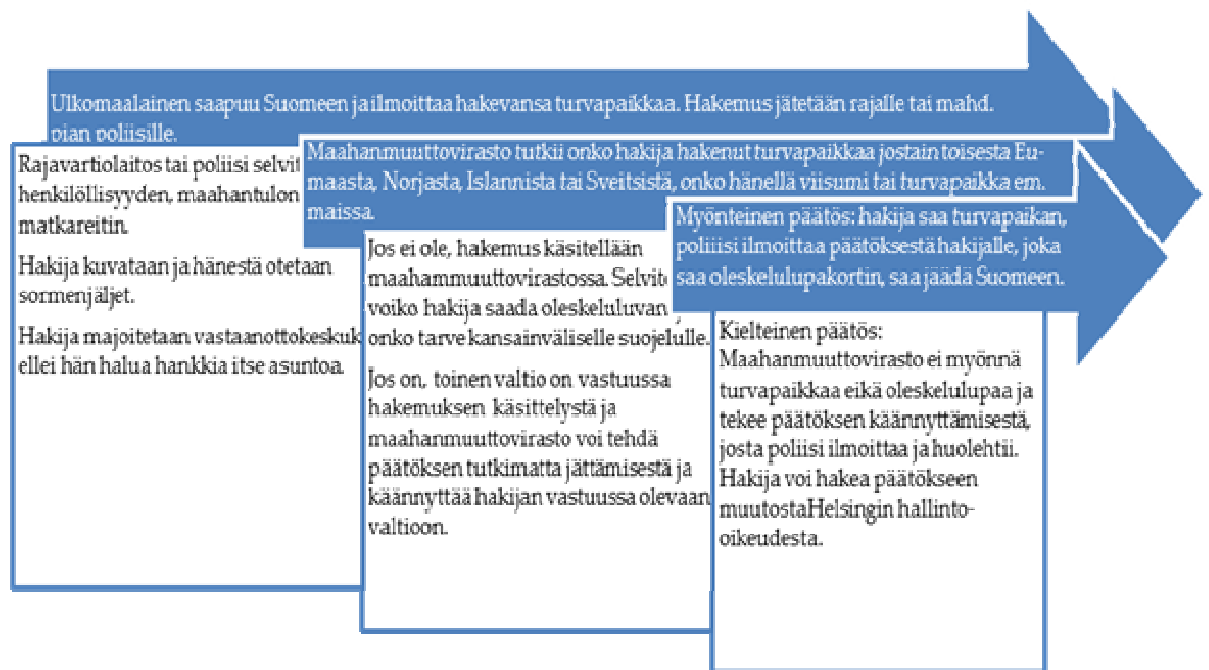 Ulkomaalainen saapuu Suomeen ja ilmoittaa hakevansa turvapaikkaa. Hakemus jätetään rajalle tai mahd.
pian poliisille.
Rajavartiolaitos tai poliisi selvit
henkilöllisyyden, maahantulon
matkareitin.
Hakija kuvataan ja hänestä otetaan
sormenjäljet.
Hakija majoitetaan vastaanottokeskuk
ellei hän halua hankkia itse asuntoa.
Maahanmuuttovirasto tutkii onko hakija hakenut turvapaikkaa jostain toisesta Eu-
maasta, Norjasta, Islannista tai Sveitsistä, onko hänellä viisumi tai turvapaikka em.
maissa.
Jos ei ole, hakemus käsitellään
maahammuuttovirastossa. Selvite
voiko hakija saada oleskeluluvan
onko tarve kansainväliselle suojelulle.
Jos on, toinen valtio on vastuussa
hakemuksen käsittelystä ja
maahanmuuttovirasto voi tehdä
päätöksen tutkimatta jättämisestä ja
käännyttää hakijan vastuussa olevaan
valtioon.
Myönteinen päätös: hakija saa turvapaikan,
poliiisi ilmoittaa päätöksestä hakijalle, joka
saa oleskelulupakortin, saa jäädä Suomeen.
Kielteinen päätös:
Maahanmuuttovirasto ei myönnä
turvapaikkaa eikä oleskelulupaa ja
tekee päätöksen käännyttämisestä,
josta poliisi ilmoittaa ja huolehtii.
Hakija voi hakea päätökseen
muutostaHelsingin hallinto-
oikeudesta.